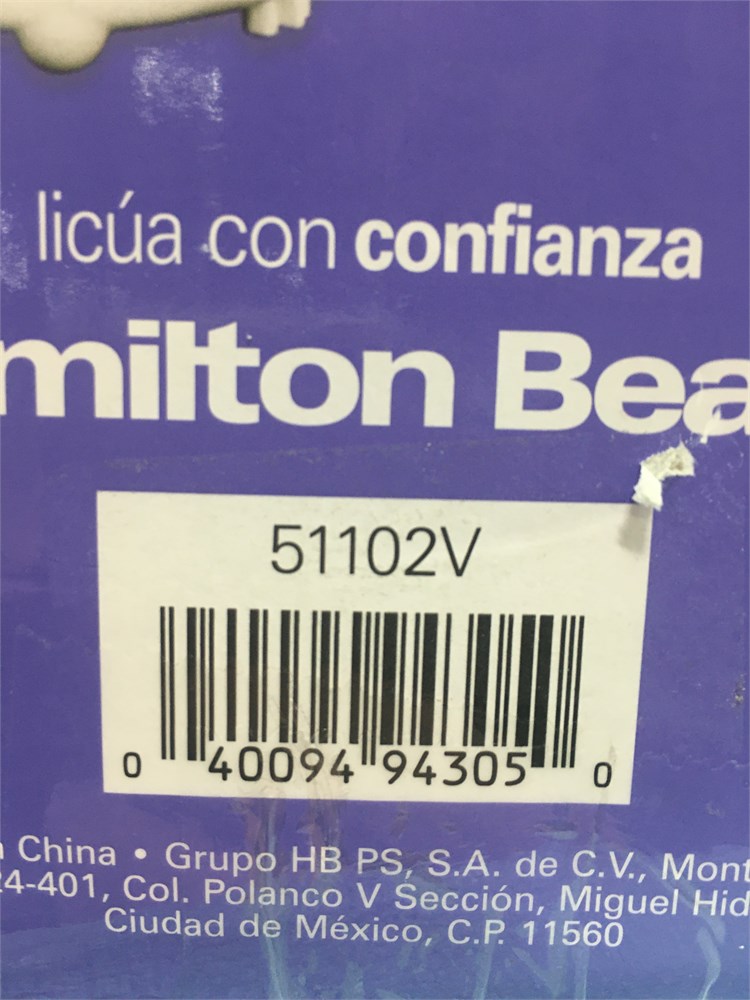 licúa con confianza
milton Bea
51102V
0 40094 94305 0
China • Grupo HB PS, S.A. de C.V., Mont
24-401, Col. Polanco V Sección, Miguel Hid
Ciudad de México, C.P. 11560